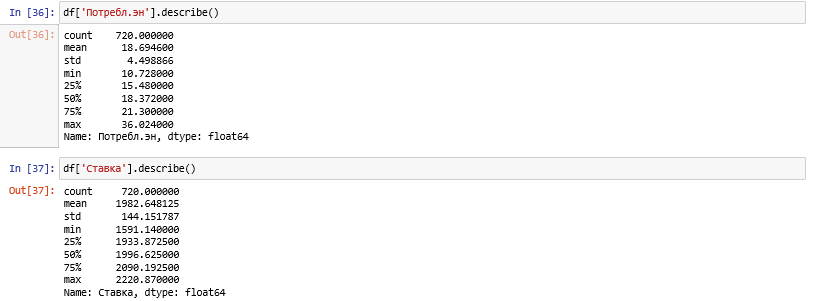 In [36]: df['Потребл.эн'].describe()
Out[36]: count    720.000000
mean      18.694600
std        4.498866
min       10.728000
25%       15.480000
50%       18.372000
75%       21.300000
max       36.024000
Name: Потребл.эн, dtype: float64
In [37]: df['Ставка'].describe()
Out[37]: count     720.000000
mean     1982.648125
std       144.151787
min      1591.140000
25%      1933.872500
50%      1996.625000
75%      2090.192500
max      2220.870000
Name: Ставка, dtype: float64